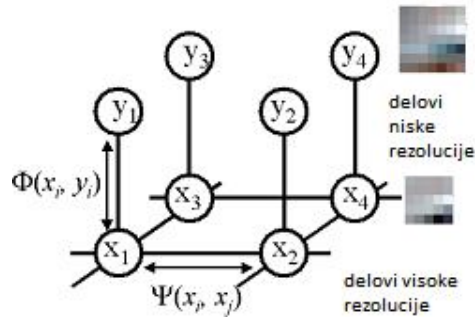 y3
y4
y1
y2
delovi
niske
rezolucije
Φ(xi, yi)
x3
x4
x1
x2
Ψ(xi, xj)
delovi visoke
rezolucije